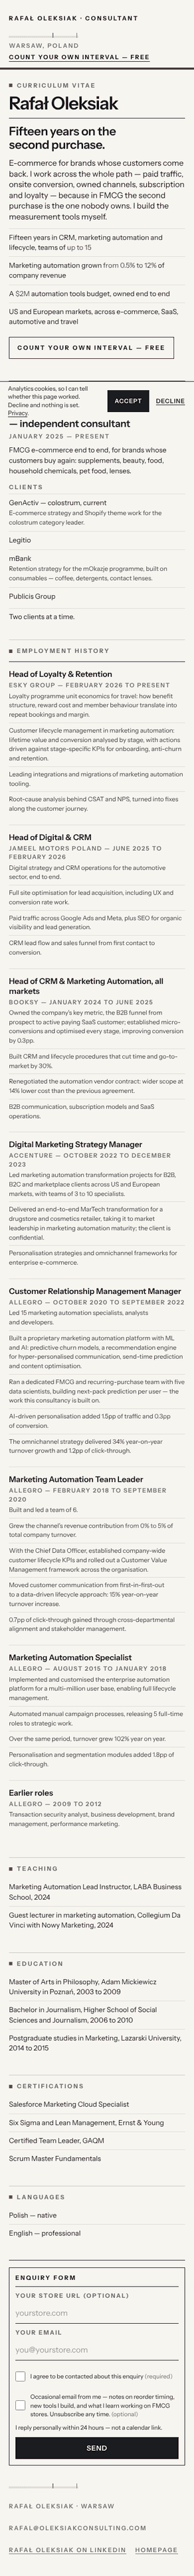 RAFAŁ OLEKSIAK · CONSULTANT
WARSAW, POLAND
COUNT YOUR OWN INTERVAL — FREE
CURRICULUM VITAE
Rafał Oleksiak
Fifteen years on the
second purchase.
E-commerce for brands whose customers come
back. I work across the whole path — paid traffic,
onsite conversion, owned channels, subscription
and loyalty — because in FMCG the second
purchase is the one nobody owns. I build the
measurement tools myself.
Fifteen years in CRM, marketing automation and
lifecycle, teams of up to 15
Marketing automation grown from 0.5% to 12% of
company revenue
A $2M automation tools budget, owned end to end
US and European markets, across e-commerce, SaaS,
automotive and travel
COUNT YOUR OWN INTERVAL — FREE
Analytics cookies, so I can tell
whether this page worked.
Decline and nothing is set.
Privacy.
ACCEPT
DECLINE
— independent consultant
JANUARY 2025 — PRESENT
FMCG e-commerce end to end, for brands whose
customers buy again: supplements, beauty, food,
household chemicals, pet food, lenses.
CLIENTS
GenActiv — colostrum, current
E-commerce strategy and Shopify theme work for the
colostrum category leader.
Legitio
mBank
Retention strategy for the mOkazje programme, built on
consumables — coffee, detergents, contact lenses.
Publicis Group
Two clients at a time.
EMPLOYMENT HISTORY
Head of Loyalty & Retention
ESKY GROUP — FEBRUARY 2026 TO PRESENT
Loyalty programme unit economics for travel: how benefit
structure, reward cost and member behaviour translate into
repeat bookings and margin.
Customer lifecycle management in marketing automation:
lifetime value and conversion analysed by stage, with actions
driven against stage-specific KPIs for onboarding, anti-churn
and retention.
Leading integrations and migrations of marketing automation
tooling.
Root-cause analysis behind CSAT and NPS, turned into fixes
along the customer journey.
Head of Digital & CRM
JAMEEL MOTORS POLAND — JUNE 2025 TO
FEBRUARY 2026
Digital strategy and CRM operations for the automotive
sector, end to end.
Full site optimisation for lead acquisition, including UX and
conversion rate work.
Paid traffic across Google Ads and Meta, plus SEO for organic
visibility and lead generation.
CRM lead flow and sales funnel from first contact to
conversion.
Head of CRM & Marketing Automation, all
markets
BOOKSY — JANUARY 2024 TO JUNE 2025
Owned the company's key metric, the B2B funnel from
prospect to active paying SaaS customer; established micro-
conversions and optimised every stage, improving conversion
by 0.3pp.
Built CRM and lifecycle procedures that cut time and go-to-
market by 30%.
Renegotiated the automation vendor contract: wider scope at
14% lower cost than the previous agreement.
B2B communication, subscription models and SaaS
operations.
Digital Marketing Strategy Manager
ACCENTURE — OCTOBER 2022 TO DECEMBER
2023
Led marketing automation transformation projects for B2B,
B2C and marketplace clients across US and European
markets, with teams of 3 to 10 specialists.
Delivered an end-to-end MarTech transformation for a
drugstore and cosmetics retailer, taking it to market
leadership in marketing automation maturity; the client is
confidential.
Personalisation strategies and omnichannel frameworks for
enterprise e-commerce.
Customer Relationship Management Manager
ALLEGRO — OCTOBER 2020 TO SEPTEMBER 2022
Led 15 marketing automation specialists, analysts
and developers.
Built a proprietary marketing automation platform with ML
and AI: predictive churn models, a recommendation engine
for hyper-personalised communication, send-time prediction
and content optimisation.
Ran a dedicated FMCG and recurring-purchase team with five
data scientists, building next-pack prediction per user — the
work this consultancy is built on.
AI-driven personalisation added 1.5pp of traffic and 0.3pp
of conversion.
The omnichannel strategy delivered 34% year-on-year
turnover growth and 1.2pp of click-through.
Marketing Automation Team Leader
ALLEGRO — FEBRUARY 2018 TO SEPTEMBER
2020
Built and led a team of 6.
Grew the channel's revenue contribution from 0% to 5% of
total company turnover.
With the Chief Data Officer, established company-wide
customer lifecycle KPIs and rolled out a Customer Value
Management framework across the organisation.
Moved customer communication from first-in-first-out
to a data-driven lifecycle approach: 15% year-on-year
turnover increase.
0.7pp of click-through gained through cross-departmental
alignment and stakeholder management.
Marketing Automation Specialist
ALLEGRO — AUGUST 2015 TO JANUARY 2018
Implemented and customised the enterprise automation
platform for a multi-million user base, enabling full lifecycle
management.
Automated manual campaign processes, releasing 5 full-time
roles to strategic work.
Over the same period, turnover grew 102% year on year.
Personalisation and segmentation modules added 1.8pp of
click-through.
Earlier roles
ALLEGRO — 2009 TO 2012
Transaction security analyst, business development, brand
management, performance marketing.
TEACHING
Marketing Automation Lead Instructor, LABA Business
School, 2024
Guest lecturer in marketing automation, Collegium Da
Vinci with Nowy Marketing, 2024
EDUCATION
Master of Arts in Philosophy, Adam Mickiewicz
University in Poznań, 2003 to 2009
Bachelor in Journalism, Higher School of Social
Sciences and Journalism, 2006 to 2010
Postgraduate studies in Marketing, Lazarski University,
2014 to 2015
CERTIFICATIONS
Salesforce Marketing Cloud Specialist
Six Sigma and Lean Management, Ernst & Young
Certified Team Leader, GAQM
Scrum Master Fundamentals
LANGUAGES
Polish — native
English — professional
ENQUIRY FORM
YOUR STORE URL (OPTIONAL)
yourstore.com
YOUR EMAIL
you@yourstore.com
I agree to be contacted about this enquiry (required)
Occasional email from me — notes on reorder timing,
new tools I build, and what I learn working on FMCG
stores. Unsubscribe any time. (optional)
I reply personally within 24 hours — not a calendar link.
SEND
RAFAŁ OLEKSIAK · WARSAW
RAFAL@OLEKSIAKCONSULTING.COM
RAFAŁ OLEKSIAK ON LINKEDIN HOMEPAGE